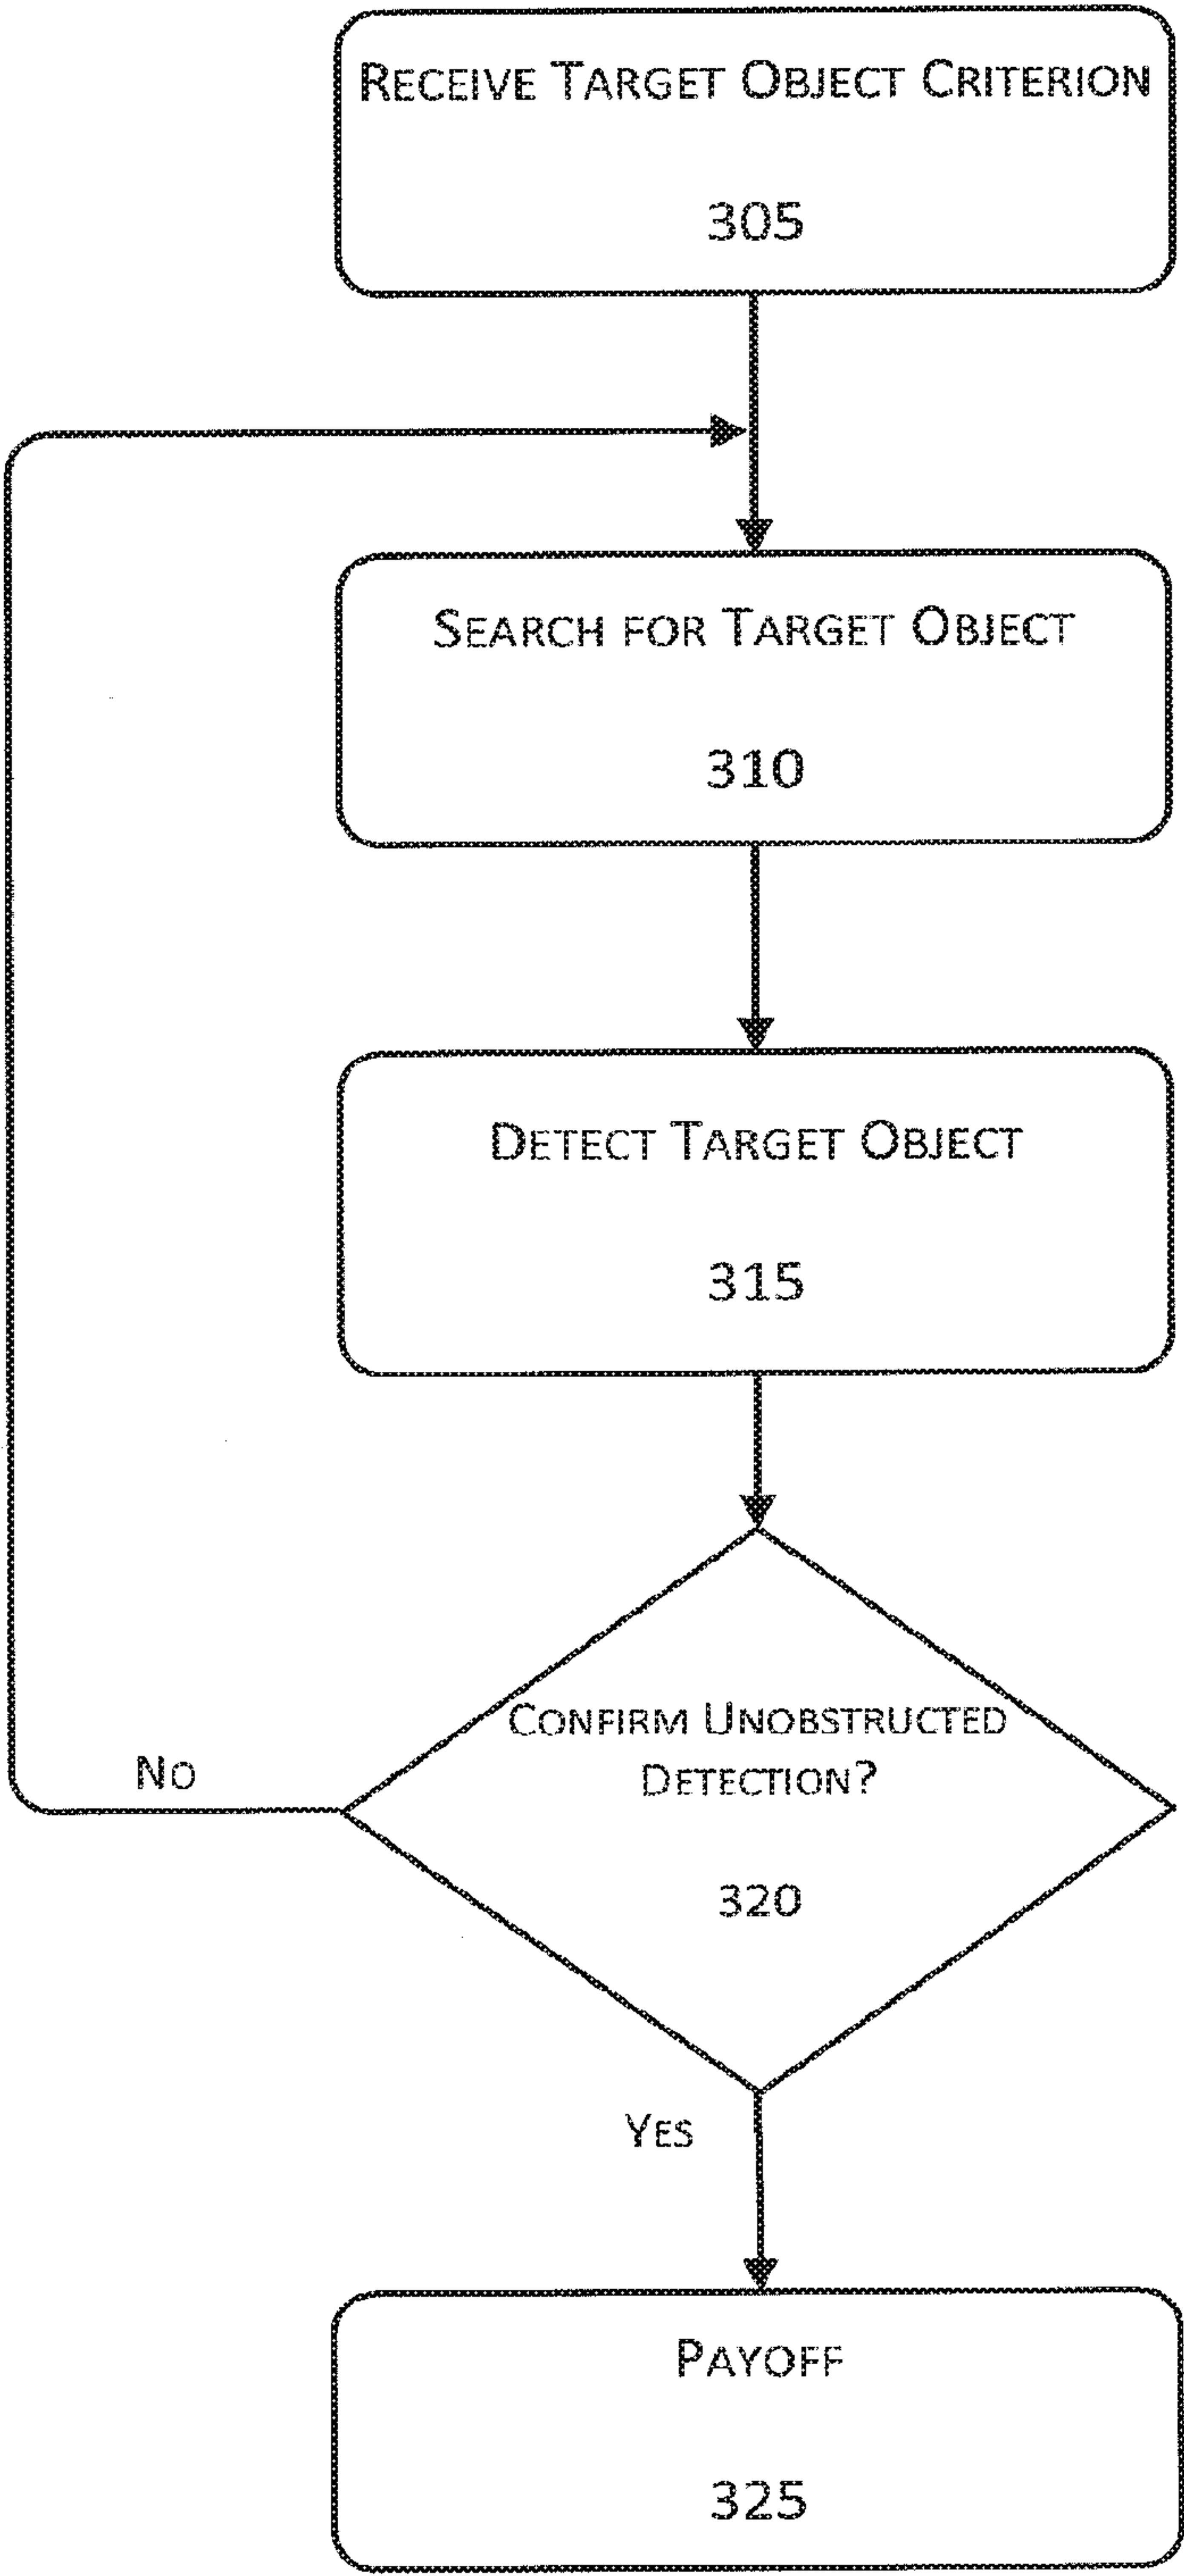 RECEIVE TARGET OBJECT CRITERION
305
SEARCH FOR TARGET OBJECT
310
DETECT TARGET OBJECT
315
CONFIRM UNOBSTRUCTED
DETECTION?
320
NO
YES
PAYOFF
325